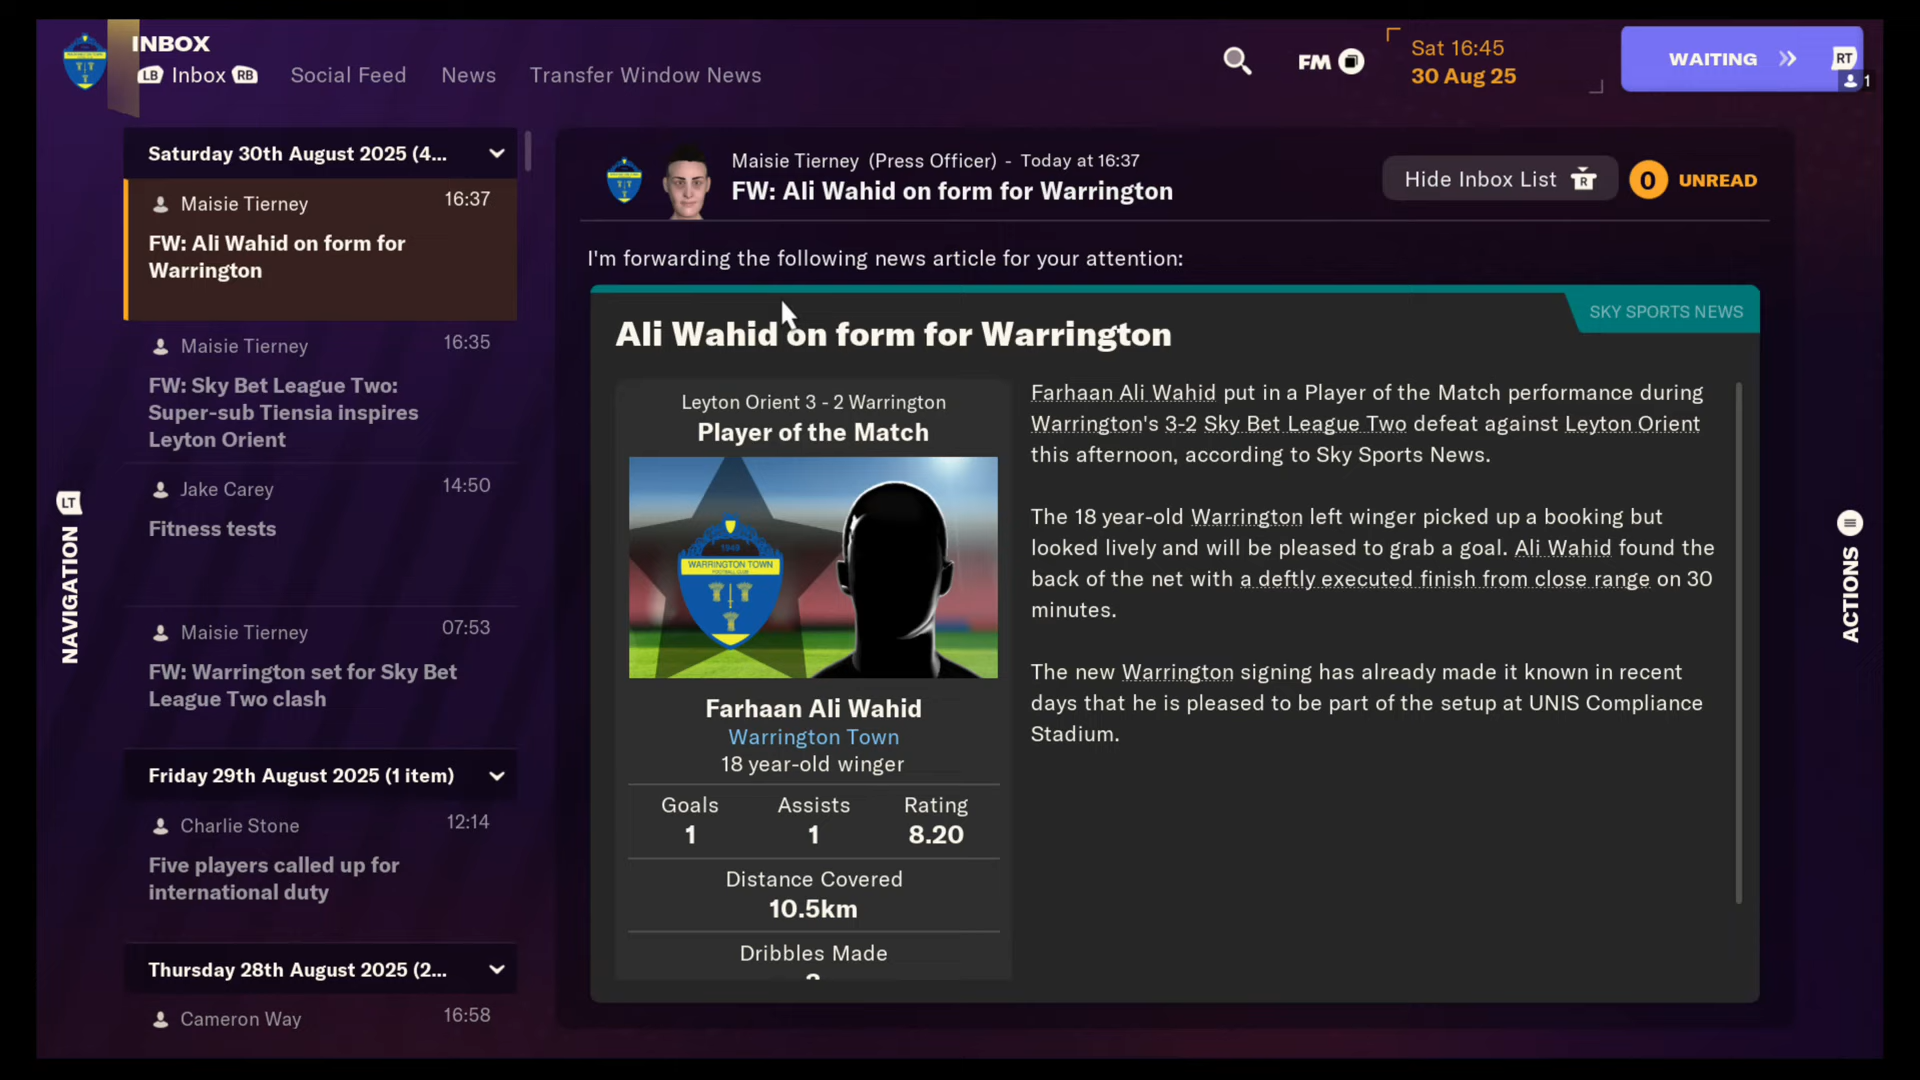 INBOX
LB Inbox RB
Social Feed
News
Transfer Window News
FM
Sat 16:45
30 Aug 25
WAITING
RT
1
Saturday 30th August 2025 (4...
Maisie Tierney
16:37
FW: Ali Wahid on form for
Warrington
Maisie Tierney
16:35
FW: Sky Bet League Two:
Super-sub Tiensia inspires
Leyton Orient
Jake Carey
14:50
Fitness tests
Maisie Tierney
07:53
FW: Warrington set for Sky Bet
League Two clash
Friday 29th August 2025 (1 item)
Charlie Stone
12:14
Five players called up for
international duty
Thursday 28th August 2025 (2...
Cameron Way
16:58
LT
NAVIGATION
Maisie Tierney (Press Officer) - Today at 16:37
FW: Ali Wahid on form for Warrington
Hide Inbox List
R
0
UNREAD
I'm forwarding the following news article for your attention:
SKY SPORTS NEWS
Ali Wahid on form for Warrington
Leyton Orient 3 - 2 Warrington
Player of the Match
1949
WARRINGTON TOWN
FOOTBALL CLUB
Farhaan Ali Wahid
Warrington Town
18 year-old winger
Goals
Assists
Rating
1
1
8.20
Distance Covered
10.5km
Dribbles Made
Farhaan Ali Wahid put in a Player of the Match performance during
Warrington's 3-2 Sky Bet League Two defeat against Leyton Orient
this afternoon, according to Sky Sports News.
The 18 year-old Warrington left winger picked up a booking but
looked lively and will be pleased to grab a goal. Ali Wahid found the
back of the net with a deftly executed finish from close range on 30
minutes.
The new Warrington signing has already made it known in recent
days that he is pleased to be part of the setup at UNIS Compliance
Stadium.
ACTIONS